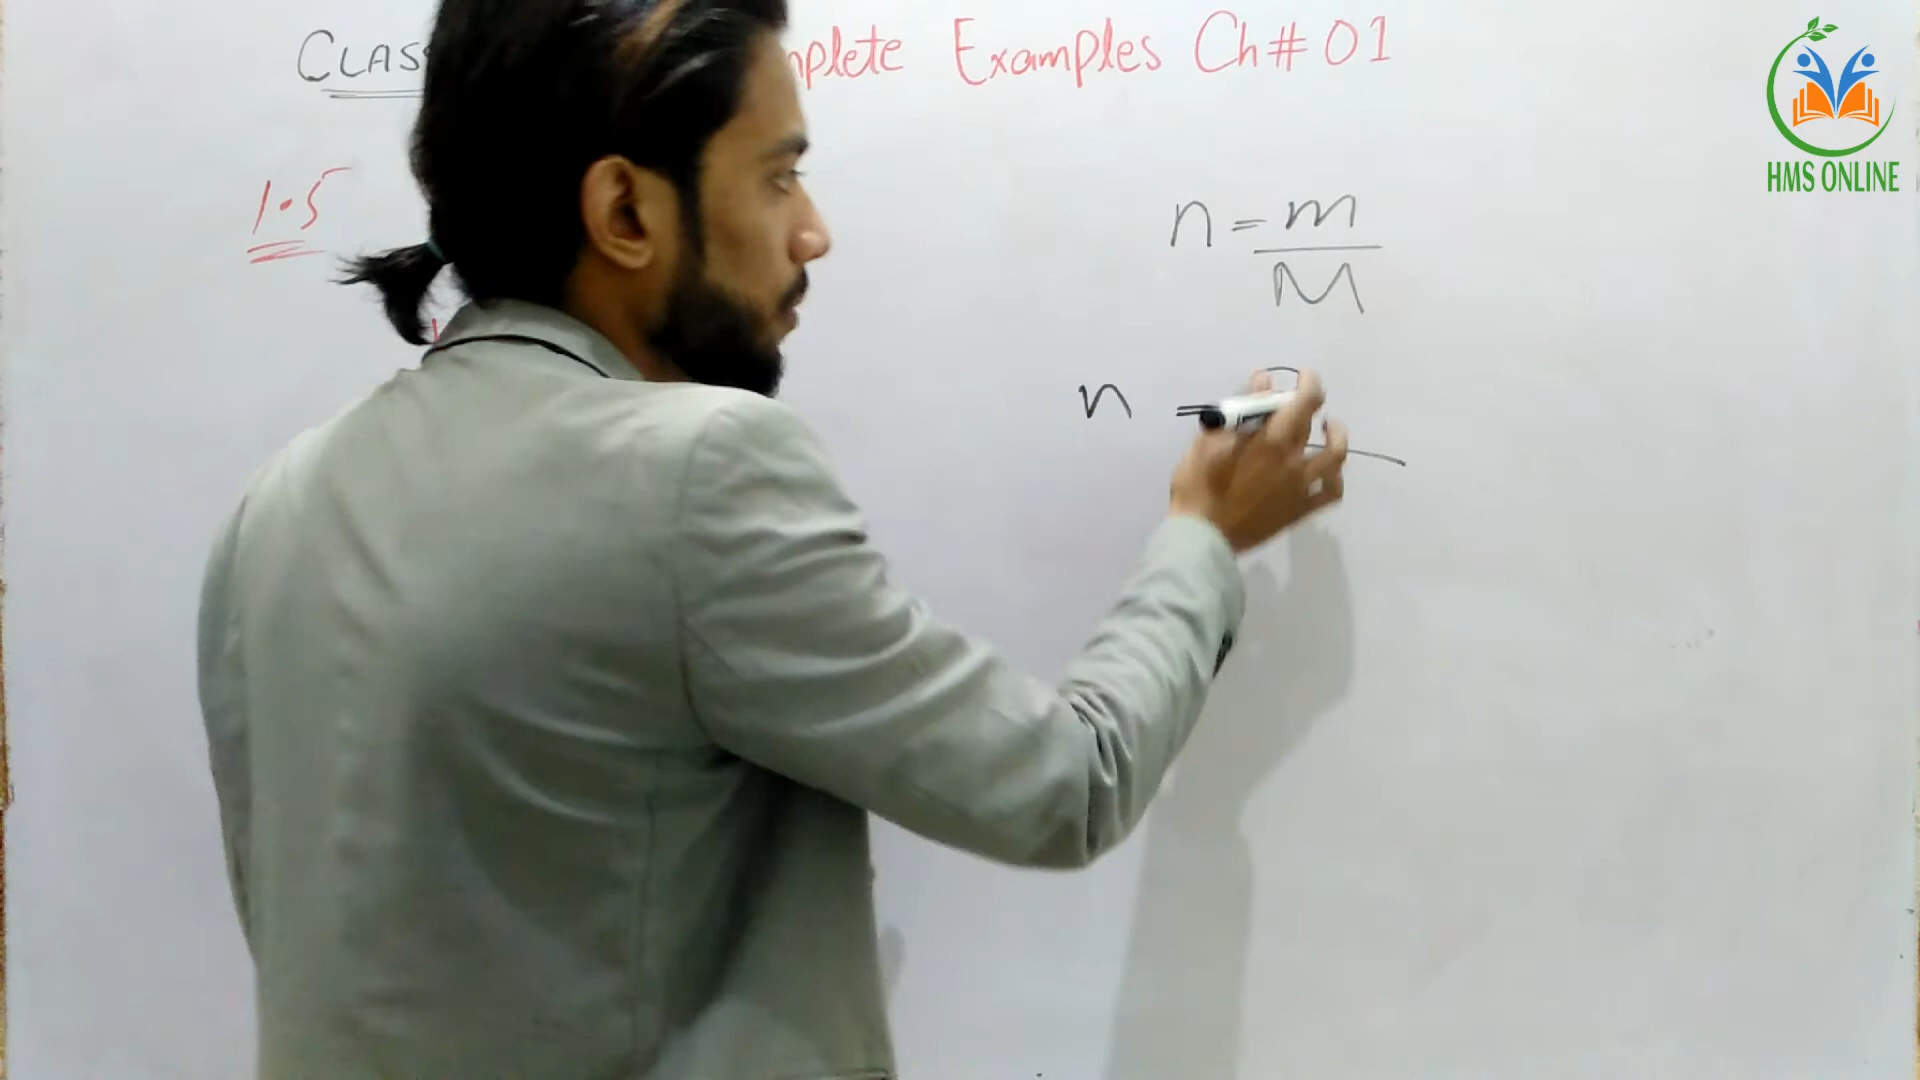 CLAS
plete Examples Ch # 01
HMS ONLINE
1.5
n = m
M
n =